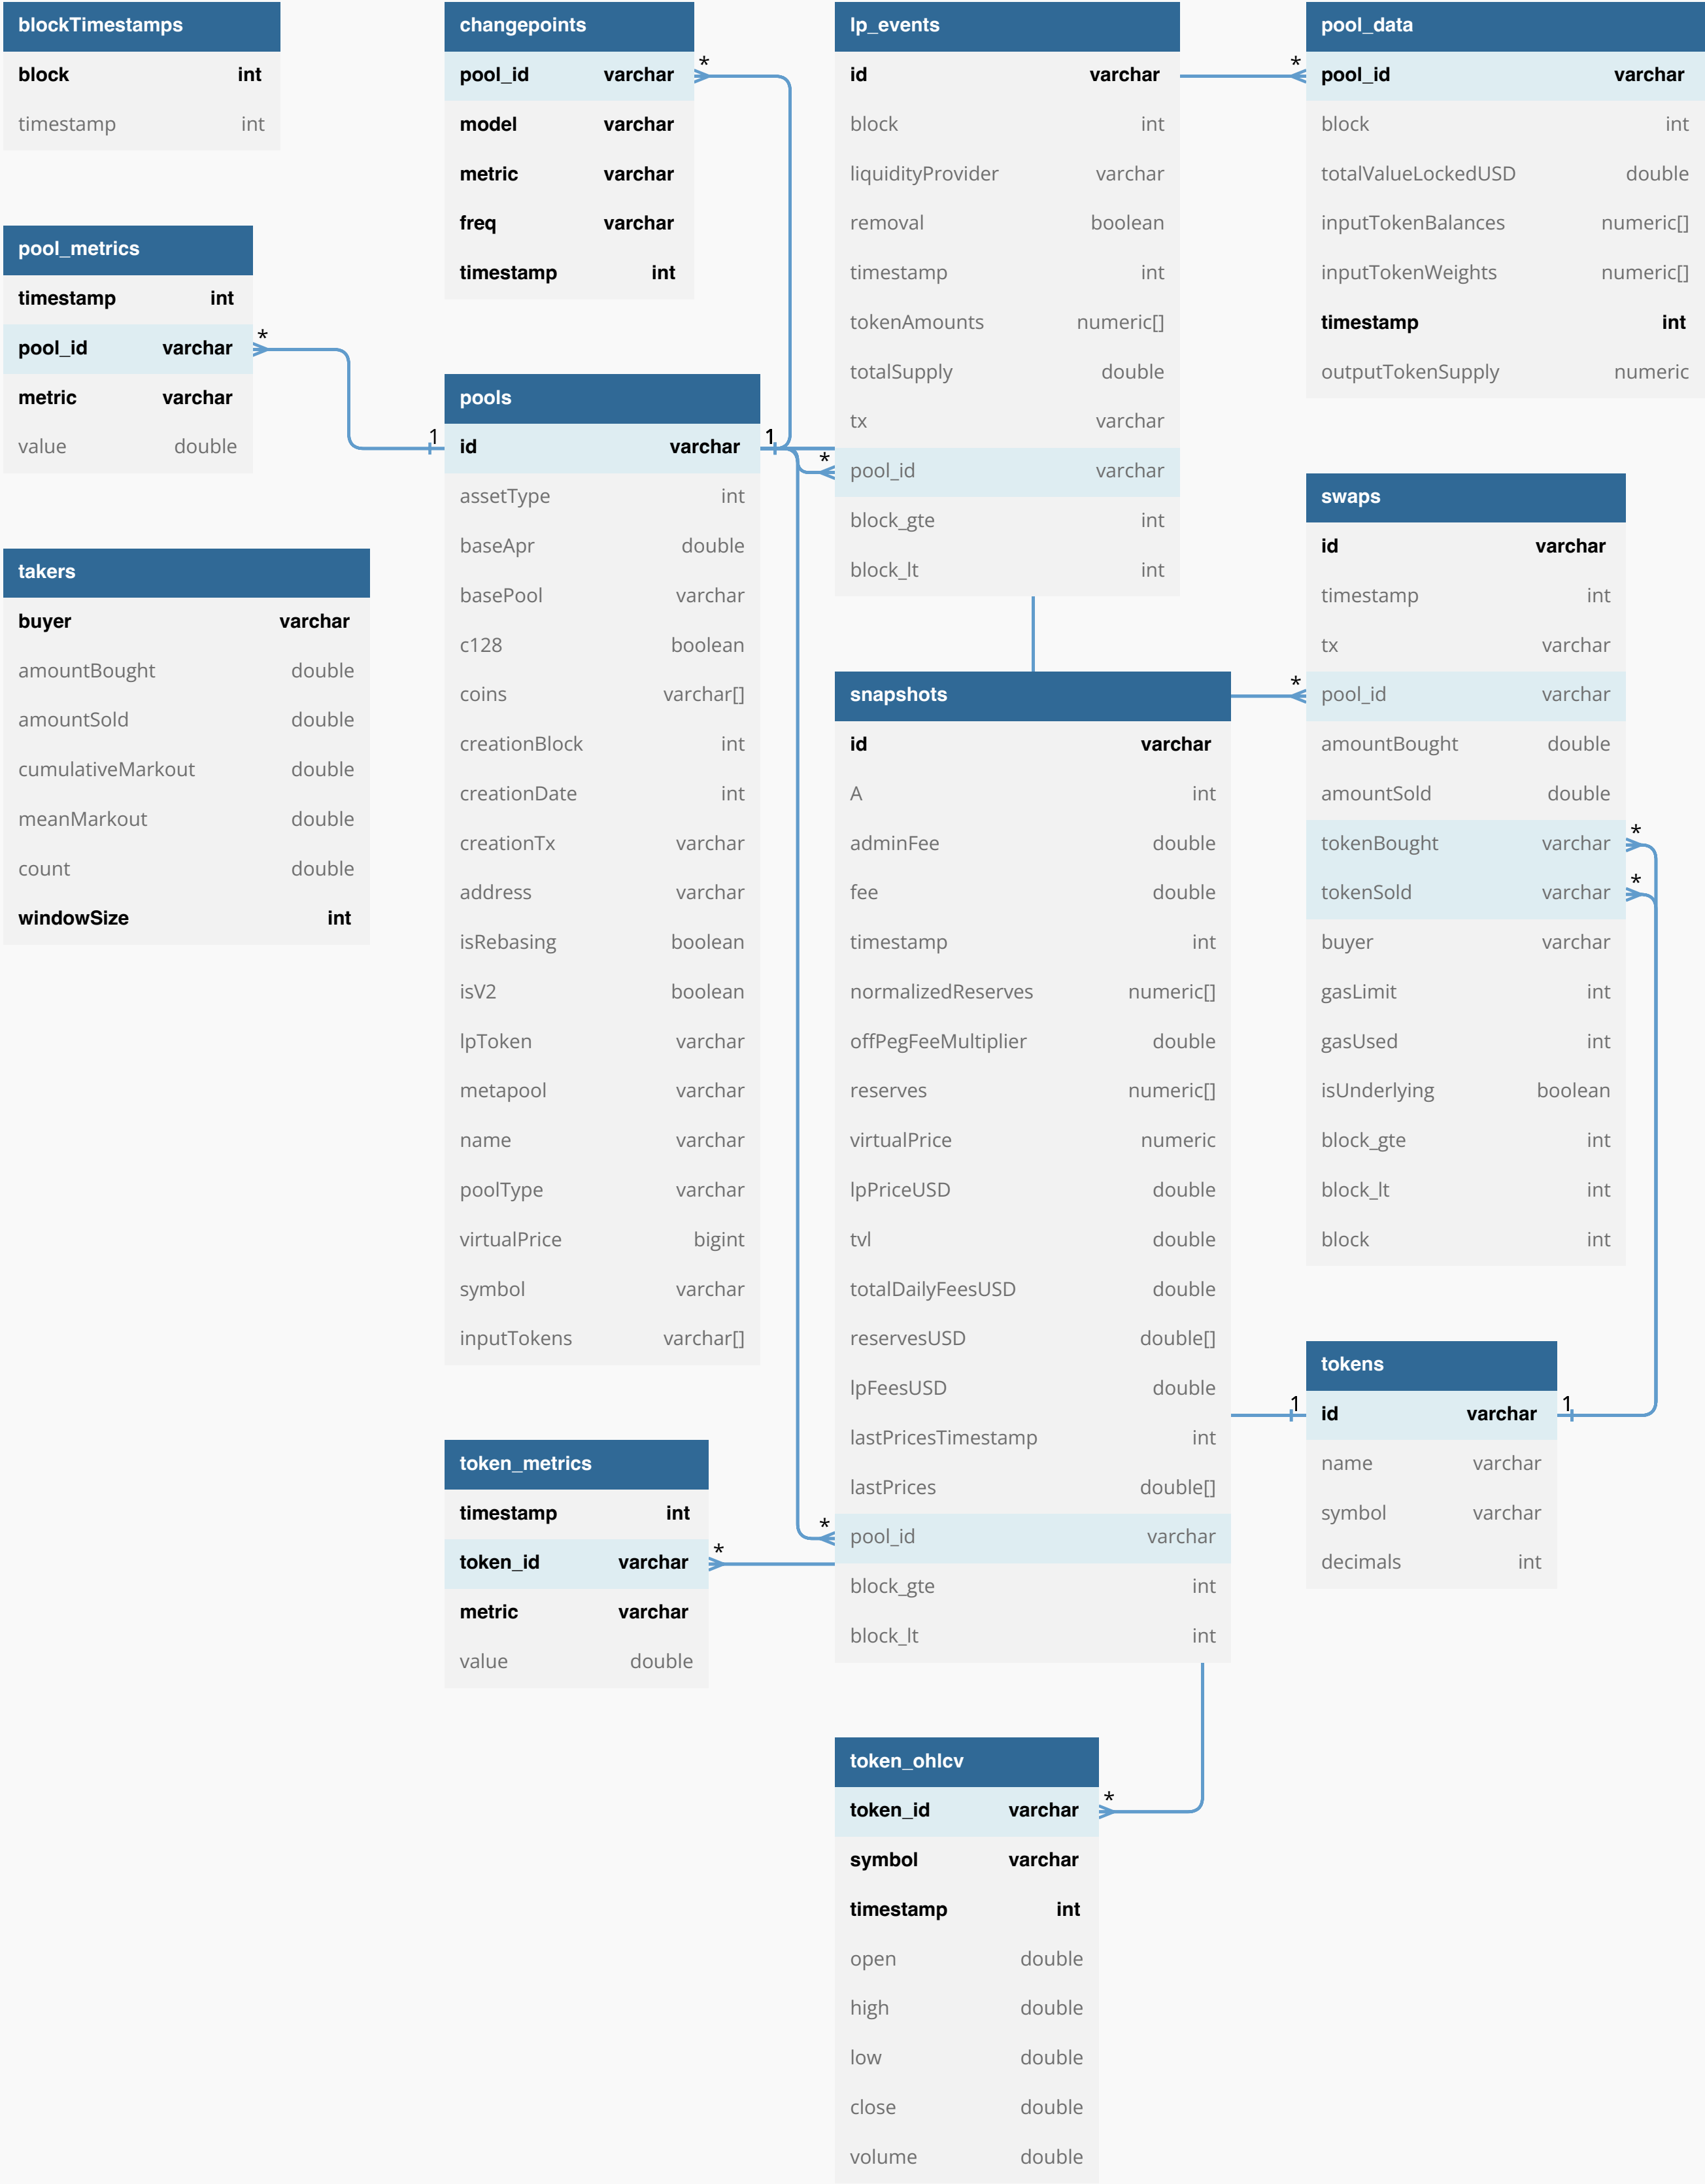 blockTimestamps
block int
timestamp int
pool_metrics
timestamp int
pool_id varchar
*
metric varchar
value double
takers
buyer varchar
amountBought double
amountSold double
cumulativeMarkout double
meanMarkout double
count double
windowSize int
changepoints
pool_id varchar
*
model varchar
metric varchar
freq varchar
timestamp int
pools
1
id varchar
1
assetType int
baseApr double
basePool varchar
c128 boolean
coins varchar[]
creationBlock int
creationDate int
creationTx varchar
address varchar
isRebasing boolean
isV2 boolean
lpToken varchar
metapool varchar
name varchar
poolType varchar
virtualPrice bigint
symbol varchar
inputTokens varchar[]
token_metrics
timestamp int
token_id varchar
*
metric varchar
value double
lp_events
id varchar
block int
liquidityProvider varchar
removal boolean
timestamp int
tokenAmounts numeric[]
totalSupply double
tx varchar
*
pool_id varchar
block_gte int
block_lt int
snapshots
id varchar
A int
adminFee double
fee double
timestamp int
normalizedReserves numeric[]
offPegFeeMultiplier double
reserves numeric[]
virtualPrice numeric
lpPriceUSD double
tvl double
totalDailyFeesUSD double
reservesUSD double[]
lpFeesUSD double
lastPricesTimestamp int
lastPrices double[]
*
pool_id varchar
block_gte int
block_lt int
token_ohlcv
token_id varchar
*
symbol varchar
timestamp int
open double
high double
low double
close double
volume double
pool_data
*
pool_id varchar
block int
totalValueLockedUSD double
inputTokenBalances numeric[]
inputTokenWeights numeric[]
timestamp int
outputTokenSupply numeric
swaps
id varchar
timestamp int
tx varchar
*
pool_id varchar
amountBought double
amountSold double
tokenBought varchar
*
tokenSold varchar
*
buyer varchar
gasLimit int
gasUsed int
isUnderlying boolean
block_gte int
block_lt int
block int
tokens
1
id varchar
1
name varchar
symbol varchar
decimals int